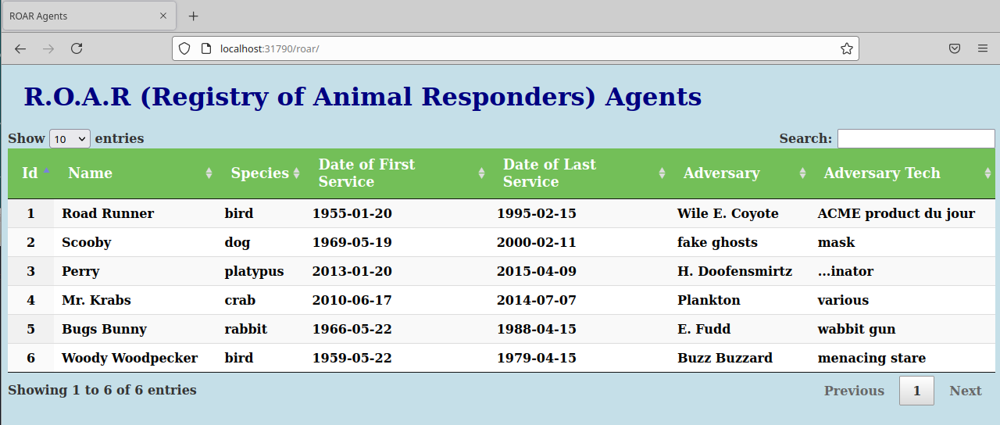 ROAR Agents
localhost:31790/roar/
R.O.A.R (Registry of Animal Responders) Agents
Show 10 entries Search:
Id Name Species Date of First Service Date of Last Service Adversary Adversary Tech
1 Road Runner bird 1955-01-20 1995-02-15 Wile E. Coyote ACME product du jour
2 Scooby dog 1969-05-19 2000-02-11 fake ghosts mask
3 Perry platypus 2013-01-20 2015-04-09 H. Doofensmirtz ...inator
4 Mr. Krabs crab 2010-06-17 2014-07-07 Plankton various
5 Bugs Bunny rabbit 1966-05-22 1988-04-15 E. Fudd wabbit gun
6 Woody Woodpecker bird 1959-05-22 1979-04-15 Buzz Buzzard menacing stare
Showing 1 to 6 of 6 entries Previous 1 Next